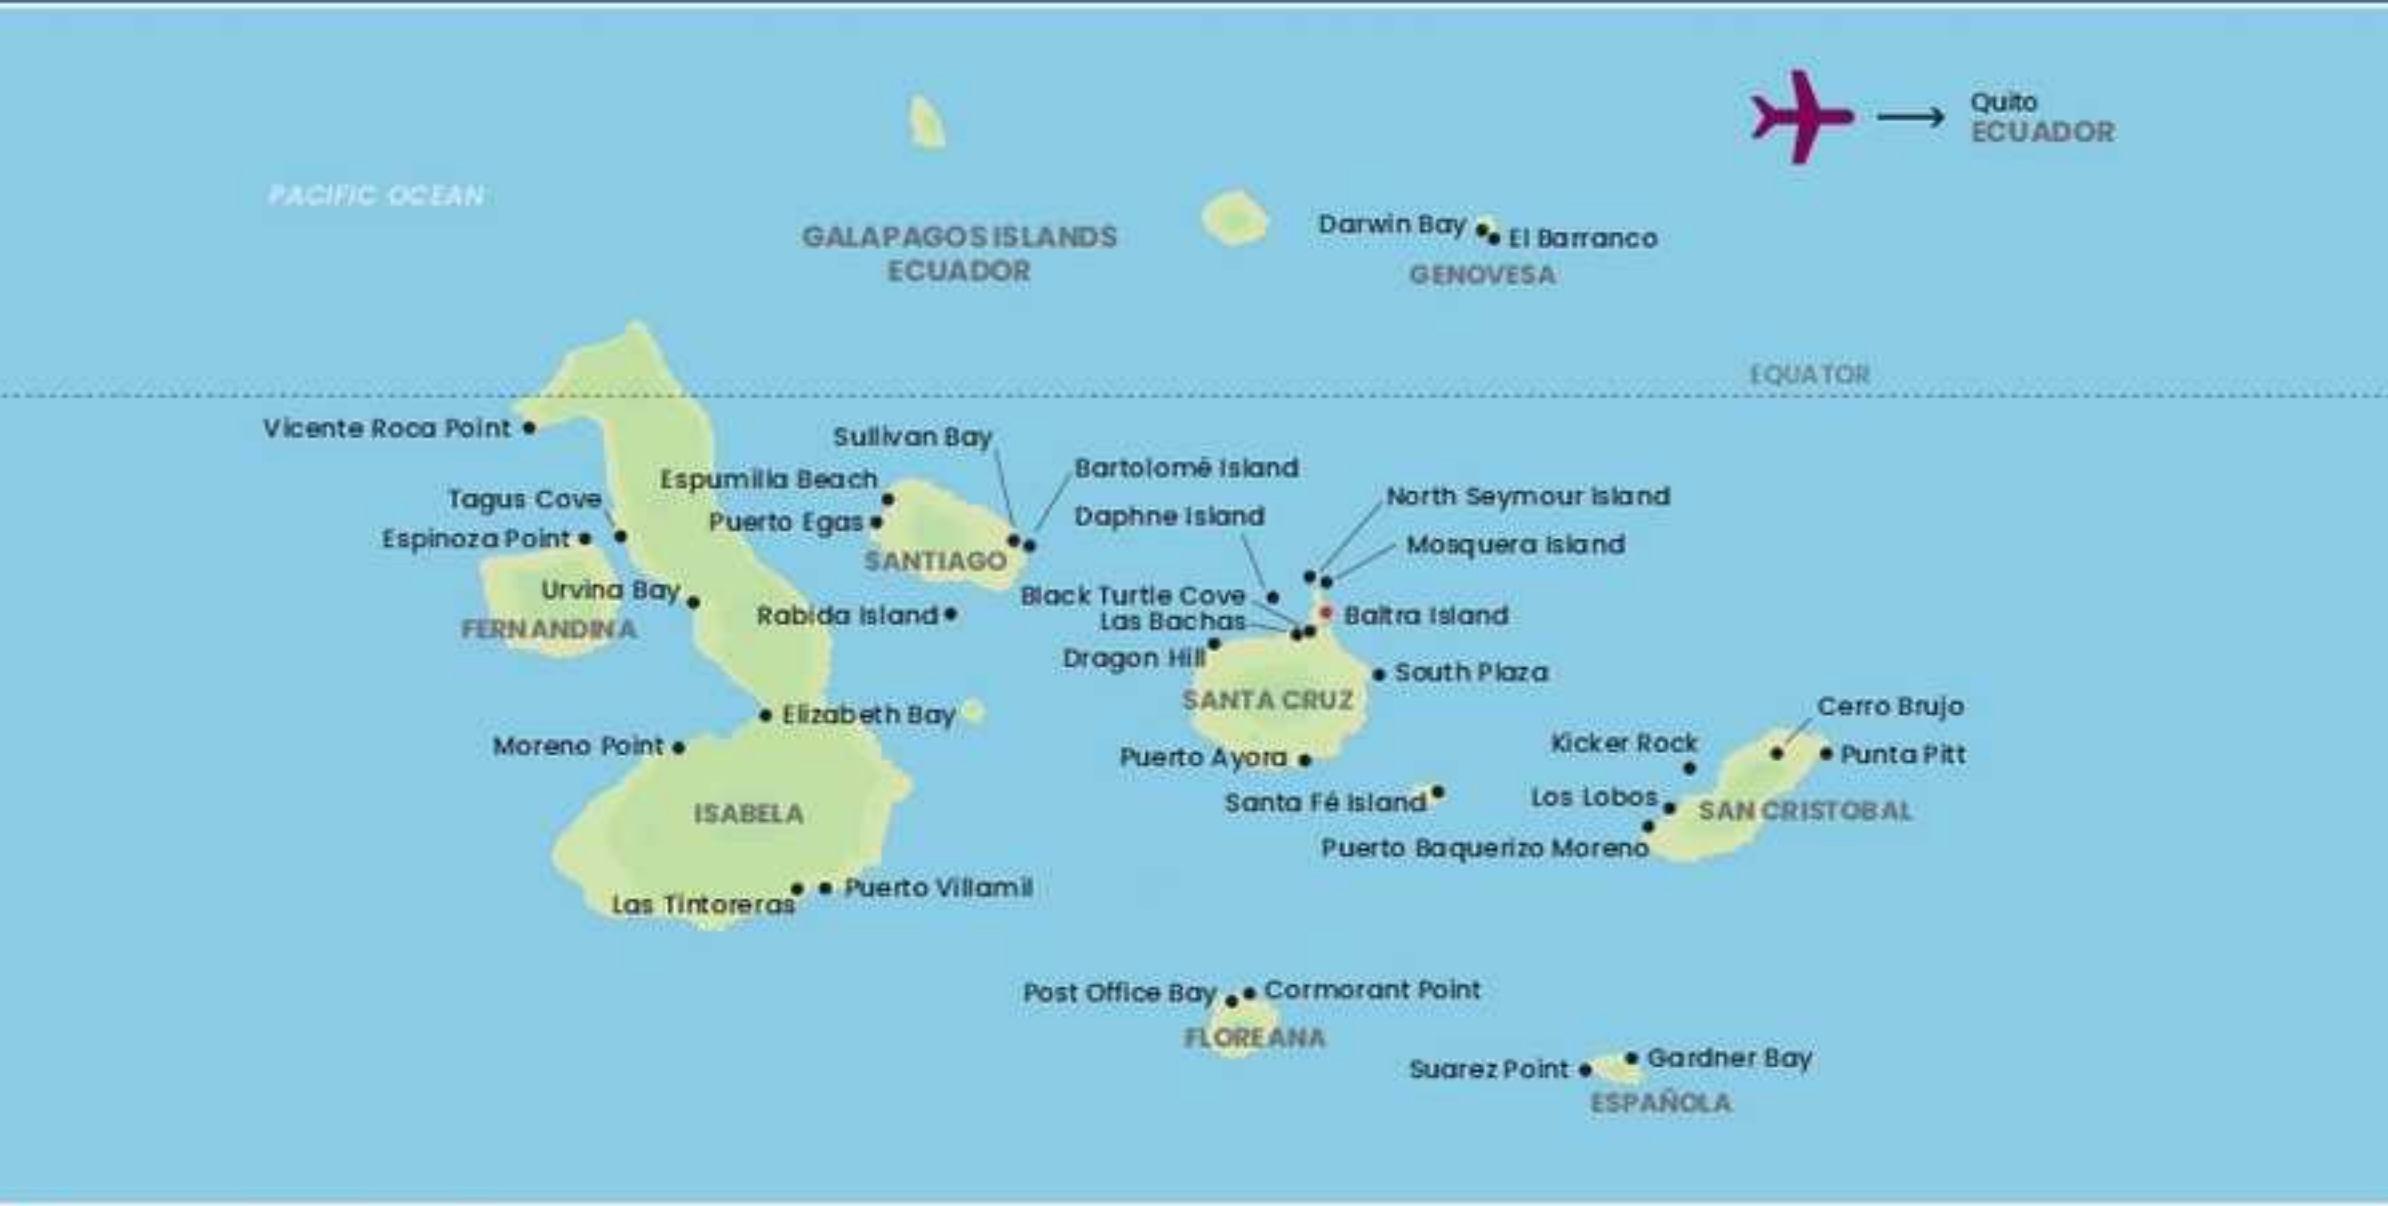 Quito
ECUADOR
PACIFIC OCEAN
GALAPAGOS ISLANDS
ECUADOR
Darwin Bay
El Barranco
GENOVESA
EQUATOR
Vicente Roca Point
Sullivan Bay
Bartolomé Island
Espumilla Beach
Tagus Cove
North Seymour Island
Puerto Egas
Daphne Island
Espinoza Point
Mosquera Island
SANTIAGO
Urvina Bay
Black Turtle Cove
Rabida Island
Baltra Island
Las Bachas
FERNANDINA
Dragon Hill
South Plaza
SANTA CRUZ
Elizabeth Bay
Cerro Brujo
Moreno Point
Kicker Rock
Punta Pitt
Puerto Ayora
Santa Fé Island
Los Lobos
SAN CRISTOBAL
ISABELA
Puerto Baquerizo Moreno
Puerto Villamil
Las Tintoreras
Post Office Bay
Cormorant Point
FLOREANA
Suarez Point
Gardner Bay
ESPAÑOLA